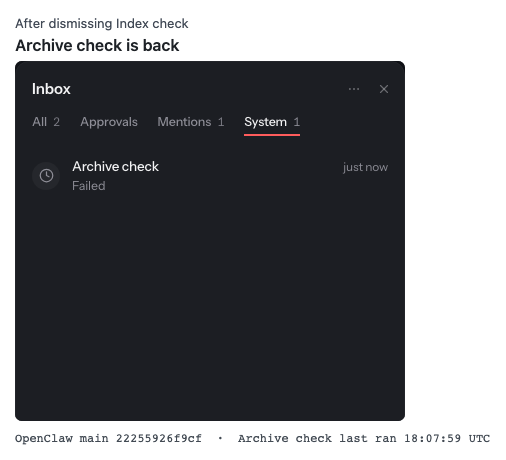 After dismissing Index check
Archive check is back
Inbox
All 2 Approvals Mentions 1 System 1
Archive check just now
Failed
OpenClaw main 22255926f9cf · Archive check last ran 18:07:59 UTC